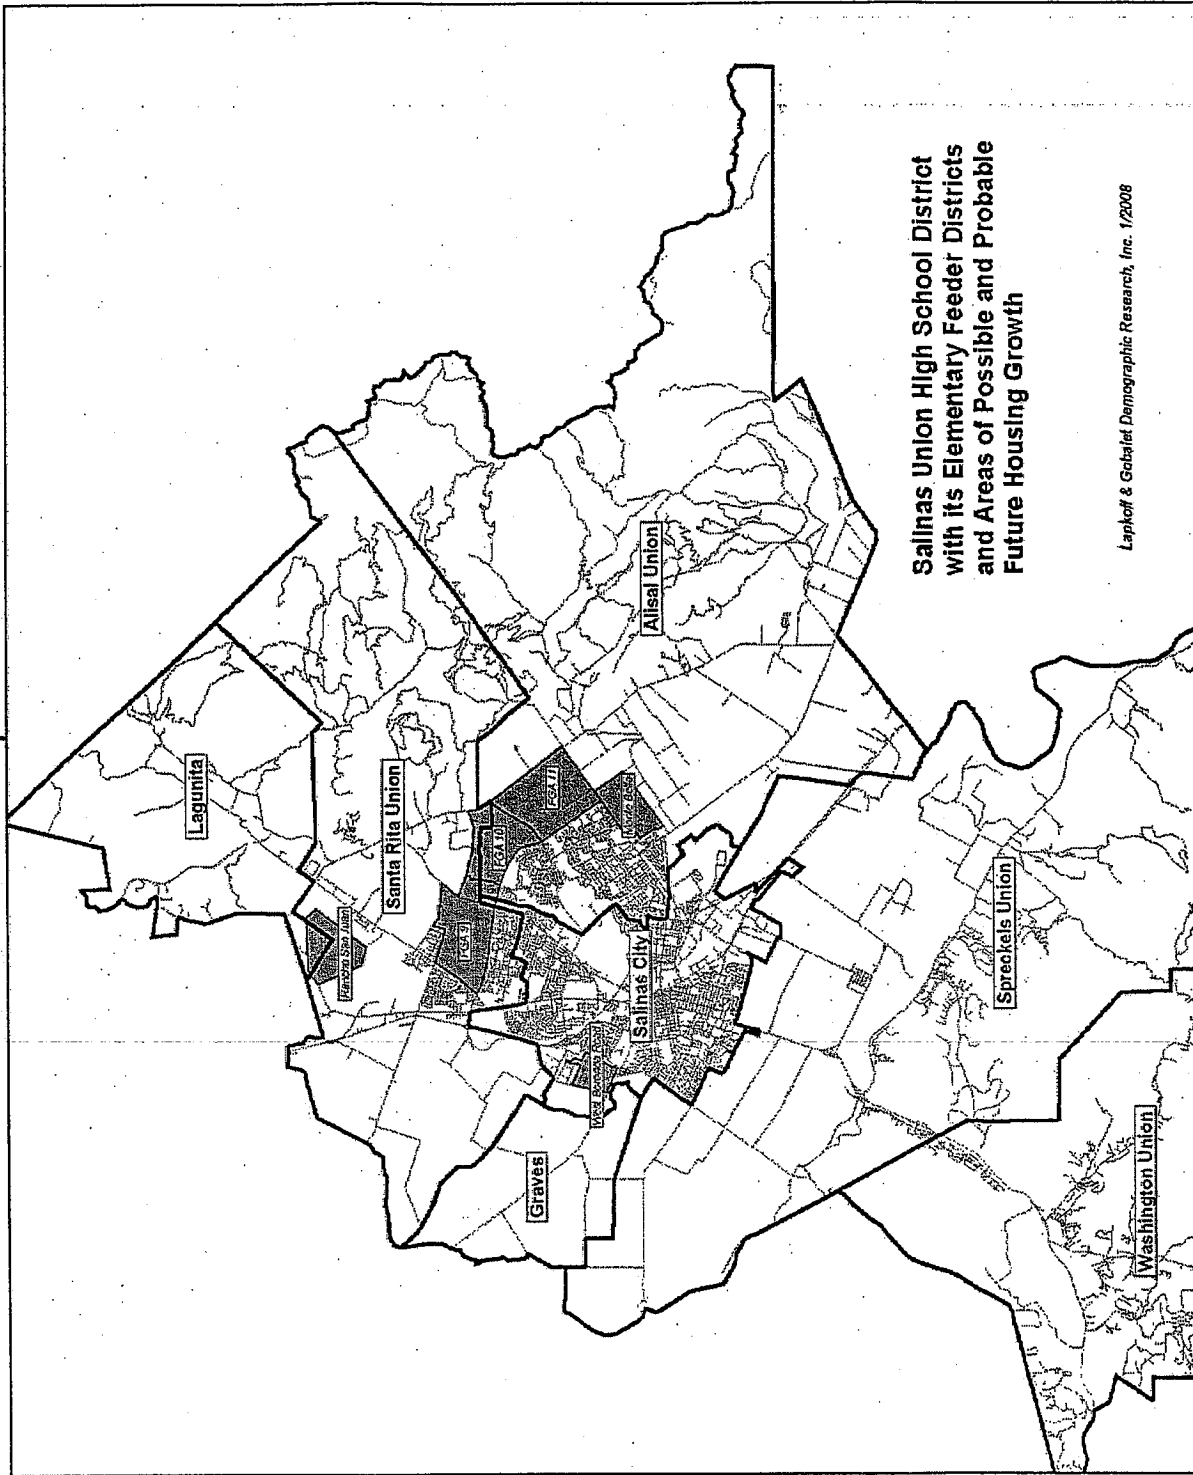 Salinas Union High School District
with its Elementary Feeder Districts
and Areas of Possible and Probable
Future Housing Growth
Lapkoff & Gobalet Demographic Research, Inc. 1/2008
Lagunita
Santa Rita Union
Rancho San Juan
FGA 9
FGA 10
FGA 11
Alisal Union
Salinas City
West Boronda
Graves
Spreckels Union
Washington Union